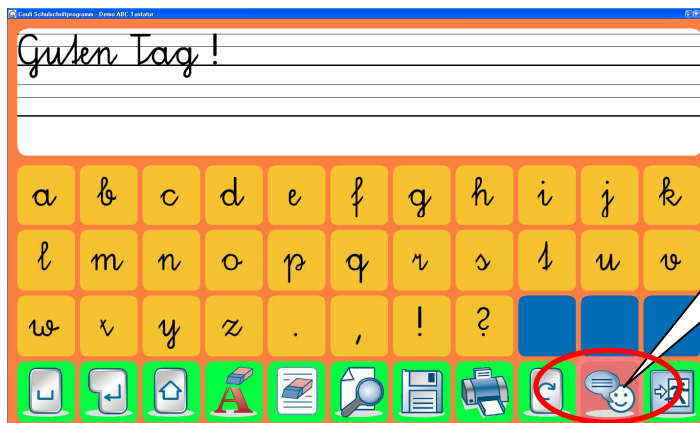 Couli Schulschriftprogramm - Demo ABC Tastatur
Guten Tag !
a b c d e f g h i j k
l m n o p q r s t u v
w x y z . , ! ?
A